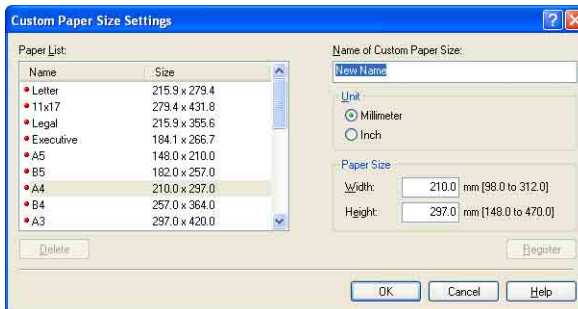 Custom Paper Size Settings
Paper List:
Name Size
Letter 215.9 x 279.4
11x17 279.4 x 431.8
Legal 215.9 x 355.6
Executive 184.1 x 266.7
A5 148.0 x 210.0
B5 182.0 x 257.0
A4 210.0 x 297.0
B4 257.0 x 364.0
A3 297.0 x 420.0
Delete
Name of Custom Paper Size:
New Name
Unit
Millimeter
Inch
Paper Size
Width: 210.0 mm [98.0 to 312.0]
Height: 297.0 mm [148.0 to 470.0]
Register
OK Cancel Help